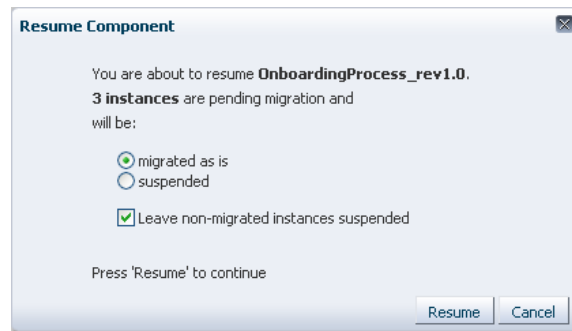 Resume Component
You are about to resume OnboardingProcess_rev1.0.
3 instances are pending migration and
will be:
migrated as is
suspended
Leave non-migrated instances suspended
Press 'Resume' to continue
Resume Cancel